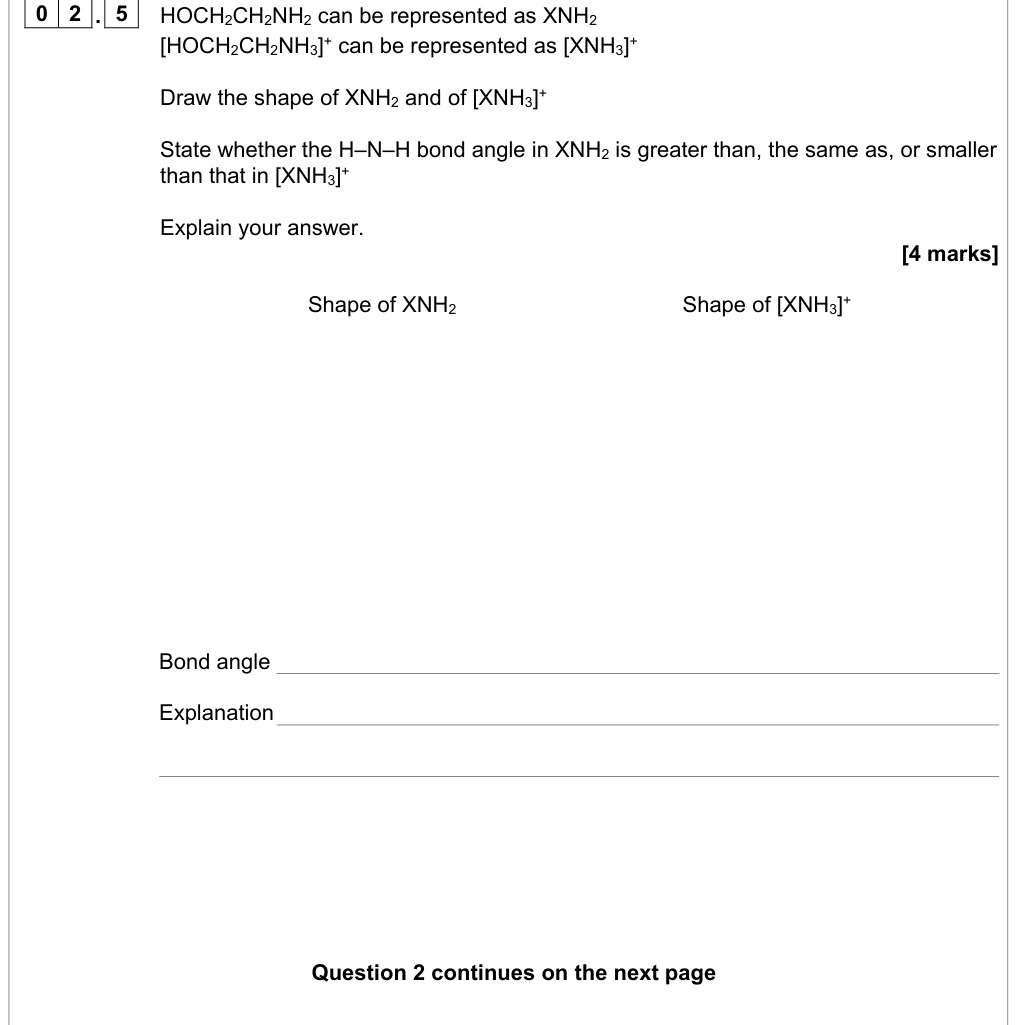 0 2 . 5 HOCH₂CH₂NH₂ can be represented as XNH₂
[HOCH₂CH₂NH₃]⁺ can be represented as [XNH₃]⁺
Draw the shape of XNH₂ and of [XNH₃]⁺
State whether the H–N–H bond angle in XNH₂ is greater than, the same as, or smaller
than that in [XNH₃]⁺
Explain your answer.
[4 marks]
Shape of XNH₂ Shape of [XNH₃]⁺
Bond angle
Explanation
Question 2 continues on the next page